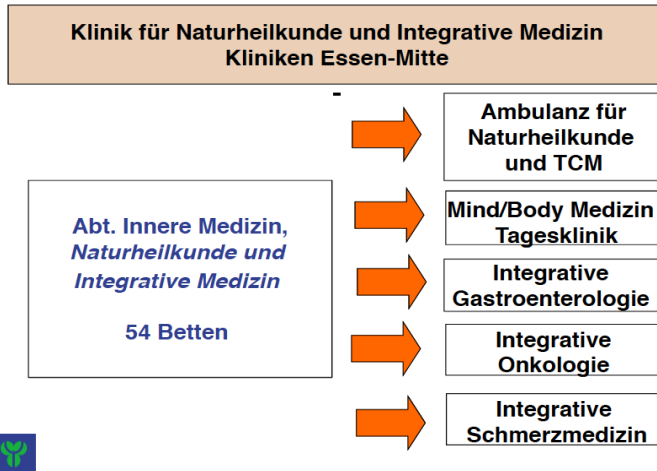 Klinik für Naturheilkunde und Integrative Medizin
Kliniken Essen-Mitte
-
Abt. Innere Medizin,
Naturheilkunde und
Integrative Medizin
54 Betten
Ambulanz für
Naturheilkunde
und TCM
Mind/Body Medizin
Tagesklinik
Integrative
Gastroenterologie
Integrative
Onkologie
Integrative
Schmerzmedizin